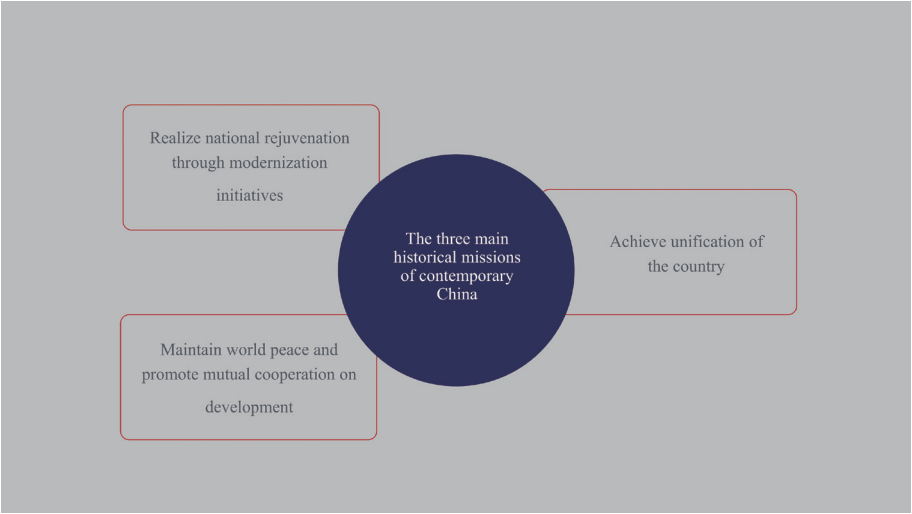 Realize national rejuvenation
through modernization
initiatives
The three main
historical missions
of contemporary
China
Achieve unification of
the country
Maintain world peace and
promote mutual cooperation on
development